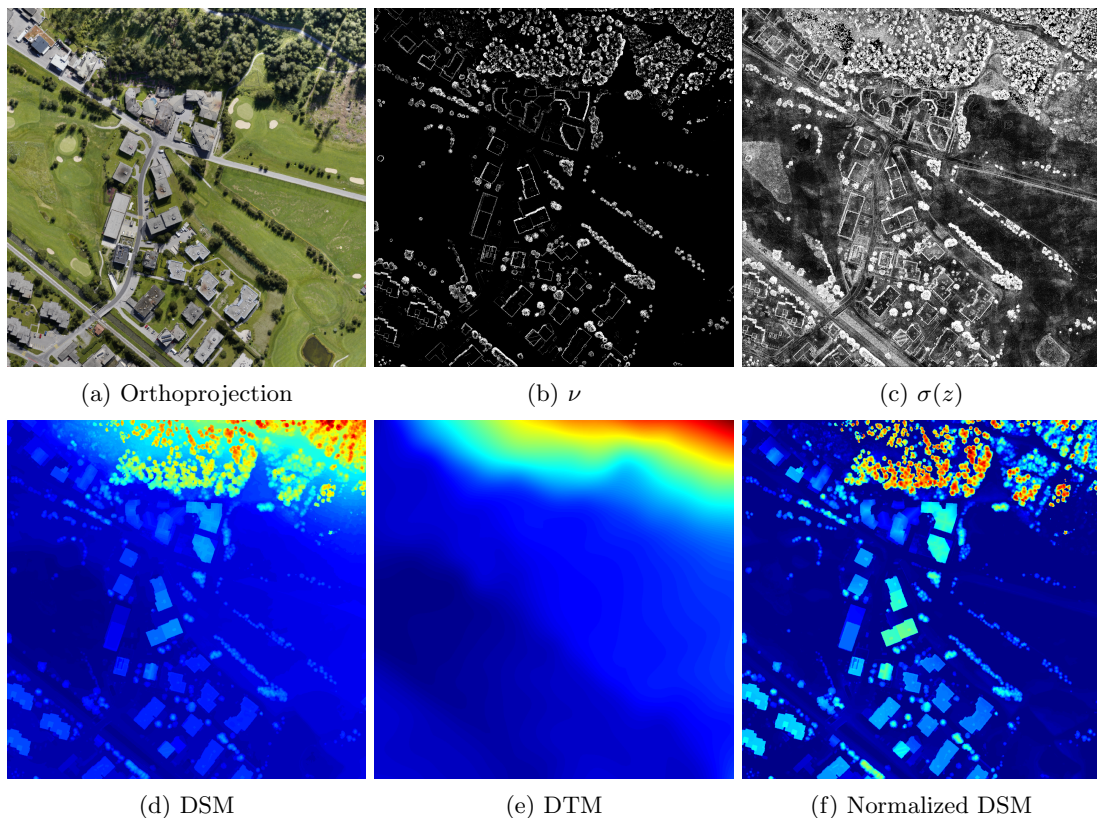 (a) Orthoprojection
(b) ν
(c) σ(z)
(d) DSM
(e) DTM
(f) Normalized DSM